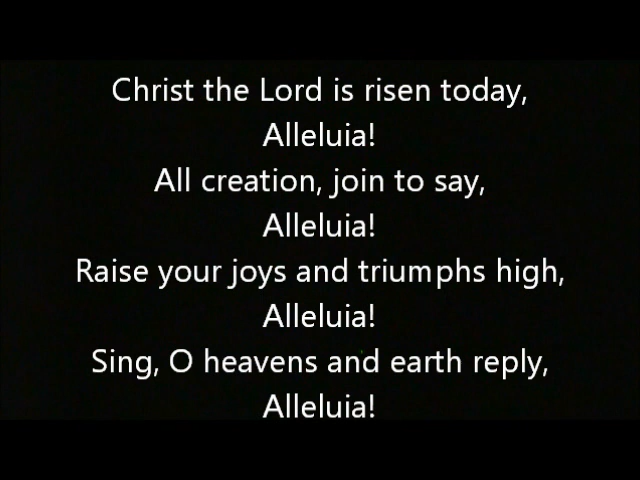 Christ the Lord is risen today,
Alleluia!
All creation, join to say,
Alleluia!
Raise your joys and triumphs high,
Alleluia!
Sing, O heavens and earth reply,
Alleluia!